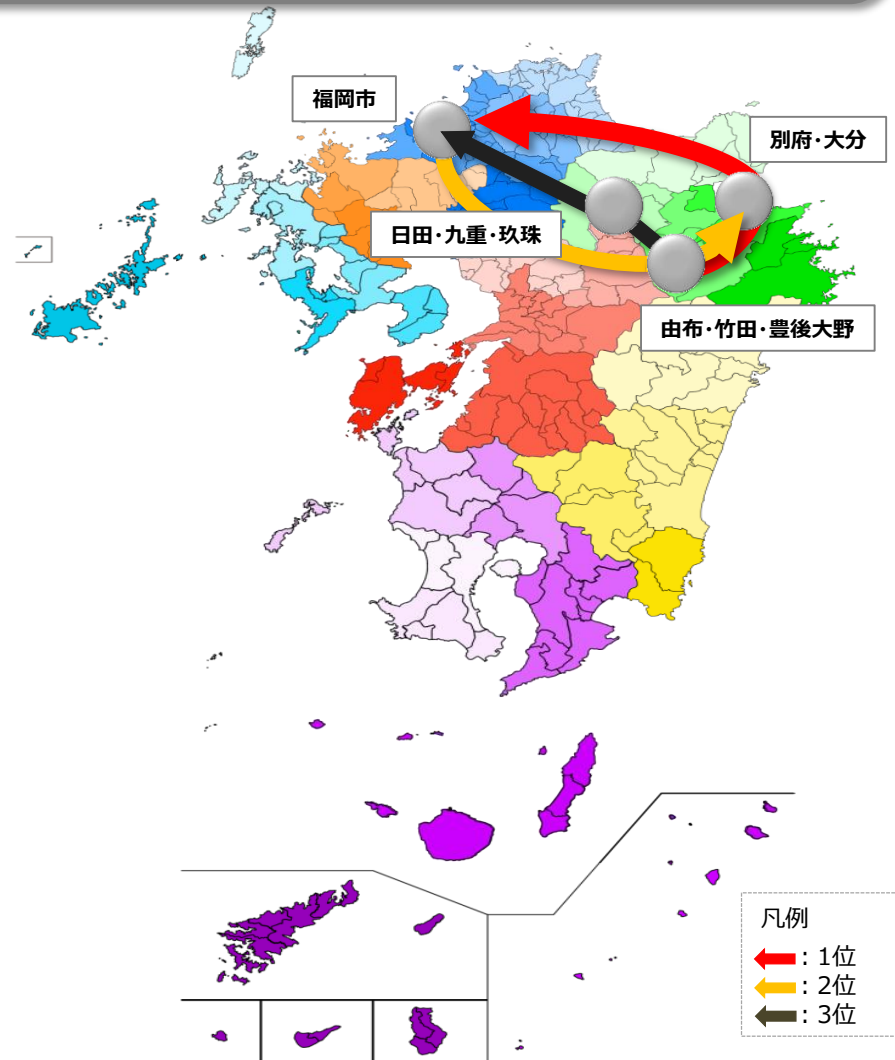 福岡市
別府・大分
日田・九重・玖珠
由布・竹田・豊後大野
凡例
：1位
：2位
：3位